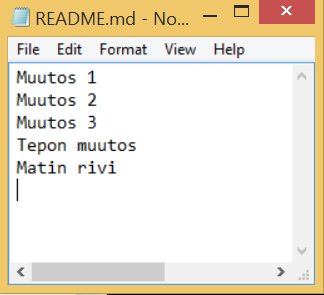 README.md - No...
File Edit Format View Help
Muutos 1
Muutos 2
Muutos 3
Tepon muutos
Matin rivi